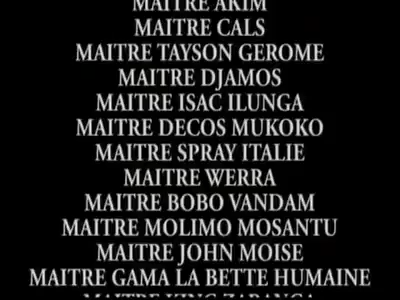 MAITRE AKIM
MAITRE CALS
MAITRE TAYSON GEROME
MAITRE DJAMOS
MAITRE ISAC ILUNGA
MAITRE DECOS MUKOKO
MAITRE SPRAY ITALIE
MAITRE WERRA
MAITRE BOBO VANDAM
MAITRE MOLIMO MOSANTU
MAITRE JOHN MOISE
MAITRE GAMA LA BETTE HUMAINE
MAITRE KING